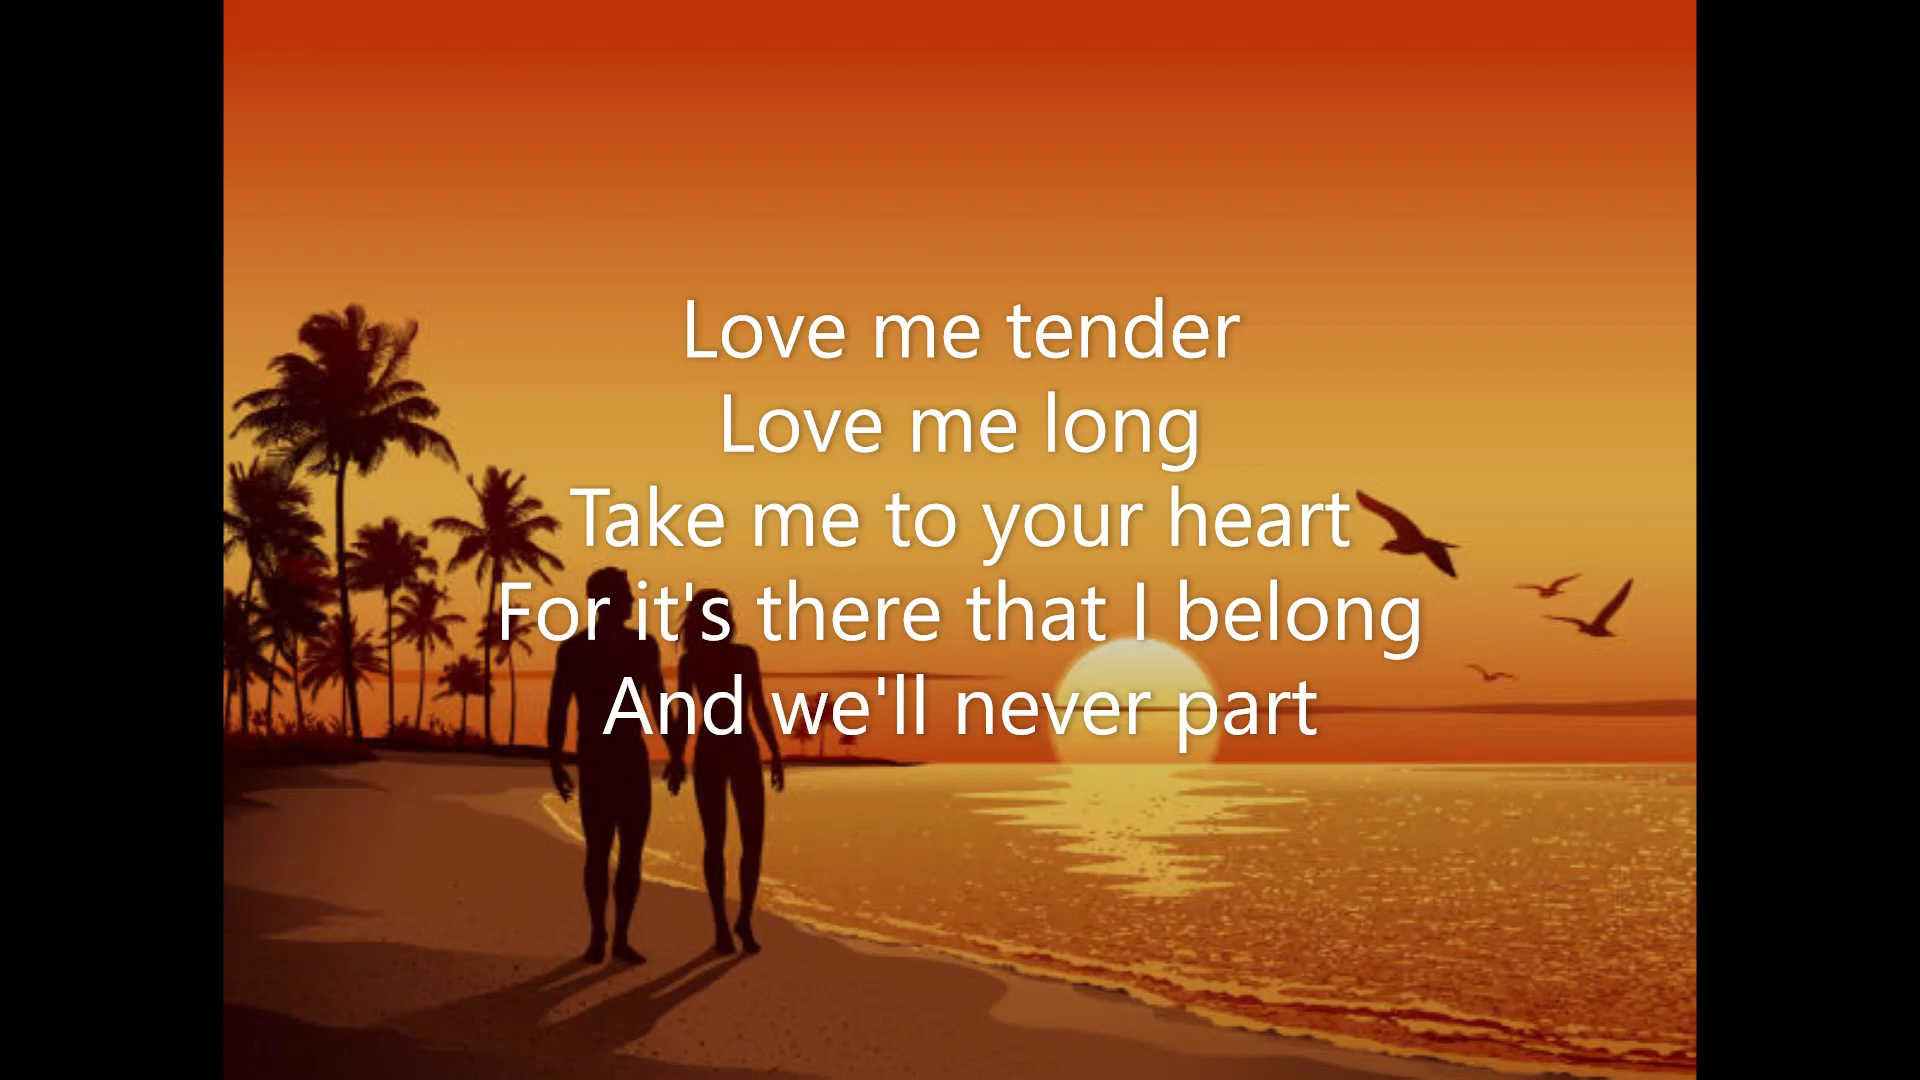 Love me tender
Love me long
Take me to your heart
For it's there that I belong
And we'll never part